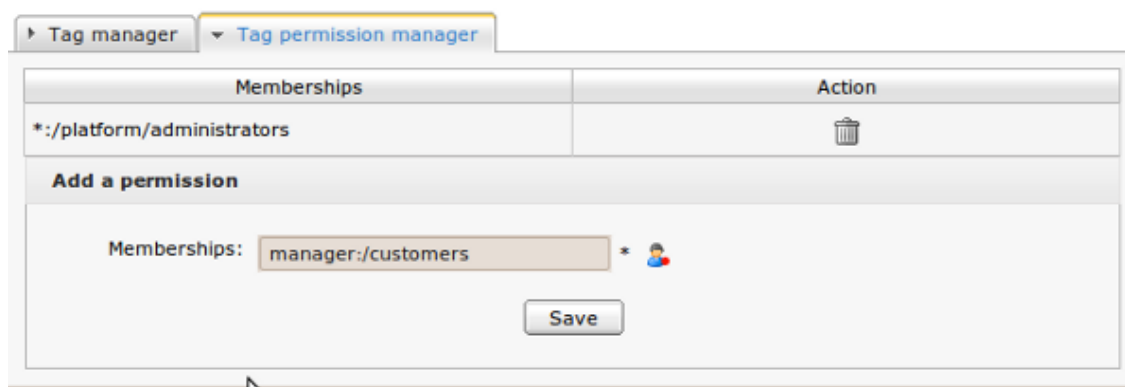 Tag manager Tag permission manager
Memberships Action
*:/platform/administrators
Add a permission
Memberships: manager:/customers *
Save